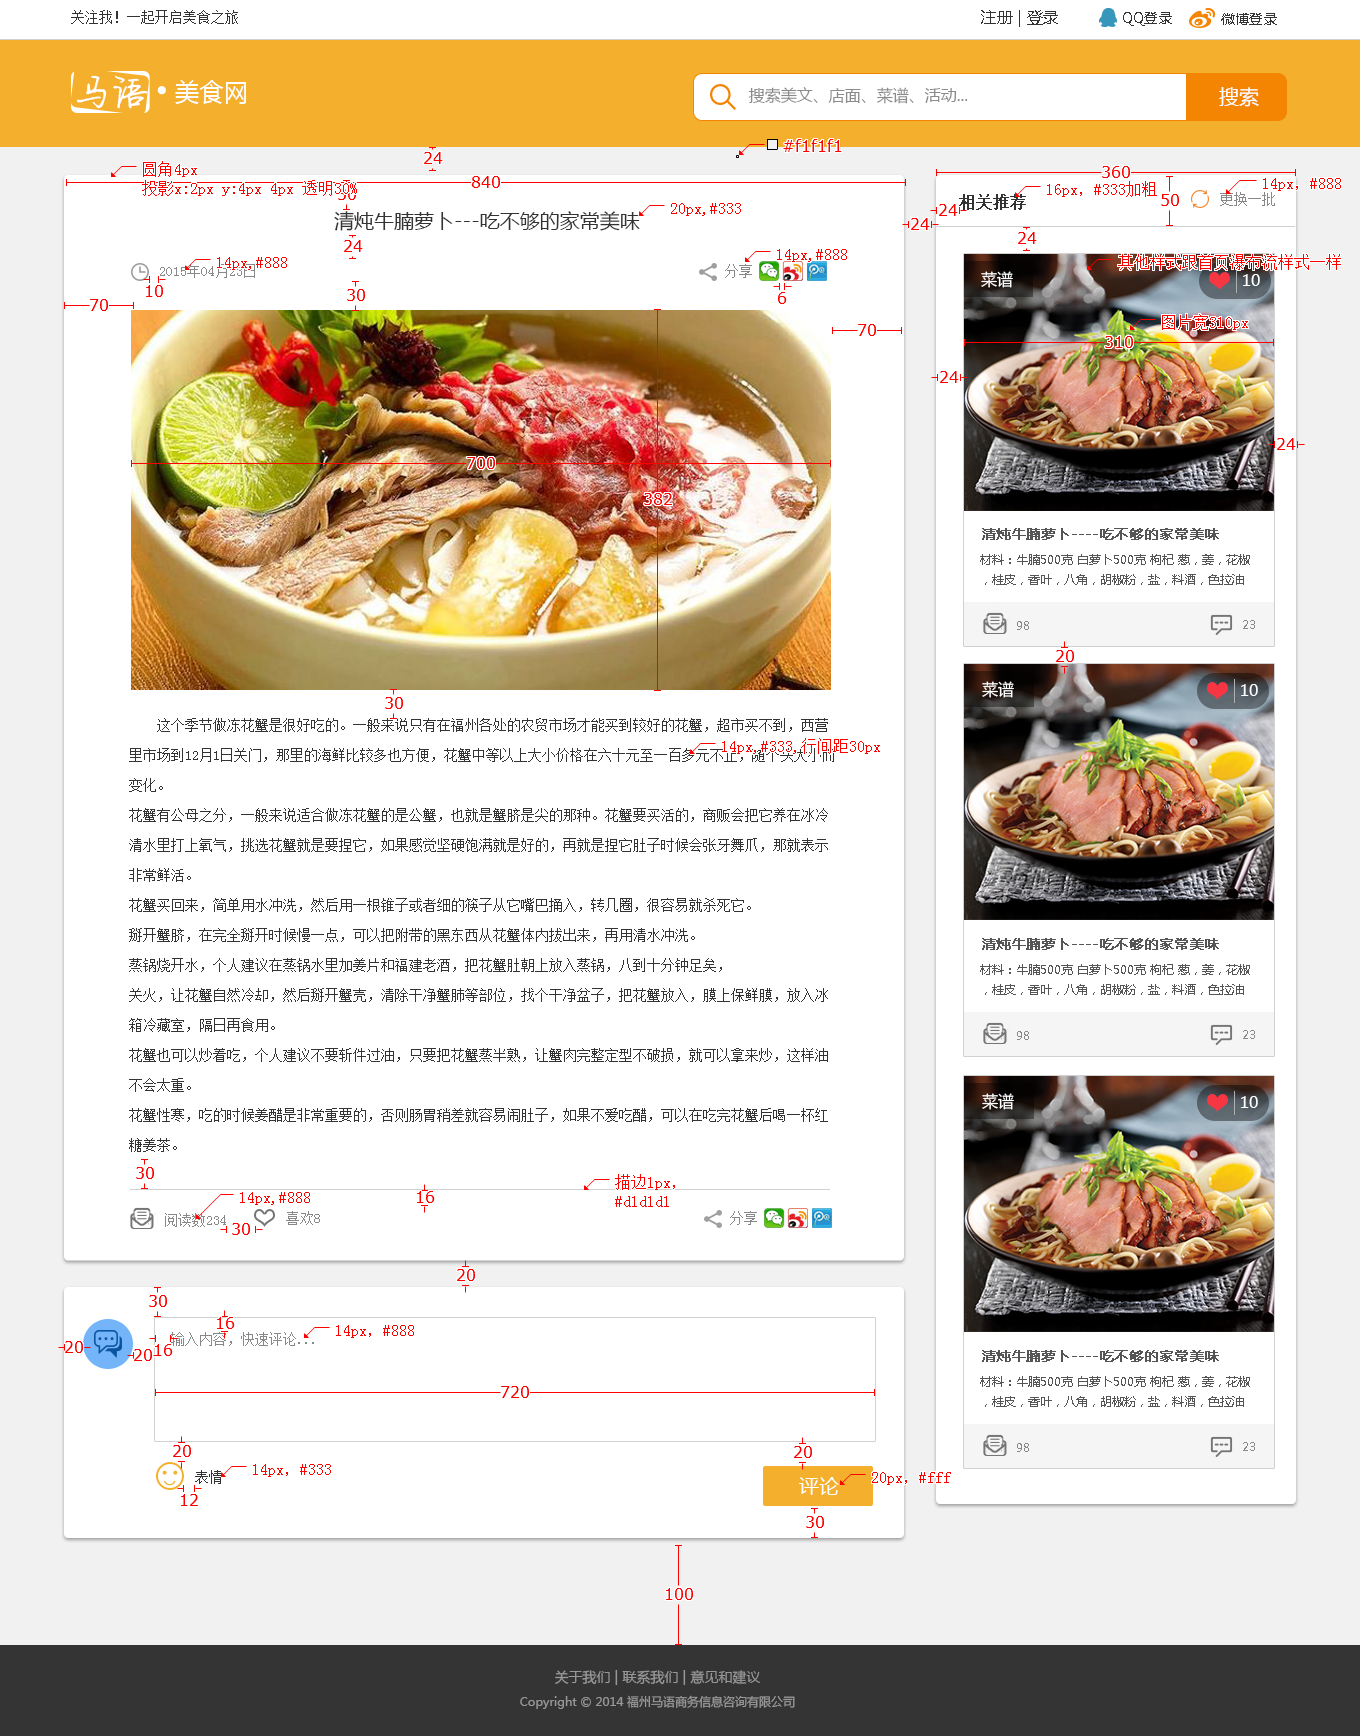 关注我！一起开启美食之旅
注册 | 登录
QQ登录
微博登录
马语·美食网
搜索美文、店面、菜谱、活动...
搜索
24
#f1f1f1
圆角4px
投影x:2px y:4px 4px 透明30%
840
30
清炖牛腩萝卜---吃不够的家常美味
20px,#333
24
2015年04月23日
14px,#888
10
30
分享
14px,#888
6
70
70
700
382
30
这个季节做冻花蟹是很好吃的。一般来说只有在福州各处的农贸市场才能买到较好的花蟹，超市买不到，西营
里市场到12月1日关门，那里的海鲜比较多也方便，花蟹中等以上大小价格在六十元至一百多元不止，随个头大小而
14px,#333,行间距30px
变化。
花蟹有公母之分，一般来说适合做冻花蟹的是公蟹，也就是蟹脐是尖的那种。花蟹要买活的，商贩会把它养在冰冷
清水里打上氧气，挑选花蟹就是要捏它，如果感觉坚硬饱满就是好的，再就是捏它肚子时候会张牙舞爪，那就表示
非常鲜活。
花蟹买回来，简单用水冲洗，然后用一根锥子或者细的筷子从它嘴巴捅入，转几圈，很容易就杀死它。
掰开蟹脐，在完全掰开时候慢一点，可以把附带的黑东西从花蟹体内拔出来，再用清水冲洗。
蒸锅烧开水，个人建议在蒸锅水里加姜片和福建老酒，把花蟹肚朝上放入蒸锅，八到十分钟足矣，
关火，让花蟹自然冷却，然后掰开蟹壳，清除干净蟹肺等部位，找个干净盆子，把花蟹放入，膜上保鲜膜，放入冰
箱冷藏室，隔日再食用。
花蟹也可以炒着吃，个人建议不要斩件过油，只要把花蟹蒸半熟，让蟹肉完整定型不破损，就可以拿来炒，这样油
不会太重。
花蟹性寒，吃的时候姜醋是非常重要的，否则肠胃稍差就容易闹肚子，如果不爱吃醋，可以在吃完花蟹后喝一杯红
糖姜茶。
30
16
描边1px，
#d1d1d1
14px,#888
阅读数234
30
喜欢8
分享
20
30
16
20
20
16
输入内容，快速评论...
14px，#888
720
20
表情
14px，#333
12
20
评论
20px，#fff
30
100
360
相关推荐
24
24
16px，#333加粗
50
更换一批
14px，#888
24
其他样式跟首页瀑布流样式一样
菜谱
10
图片宽310px
310
24
24
清炖牛腩萝卜----吃不够的家常美味
材料：牛腩500克 白萝卜500克 枸杞 葱，姜，花椒
，桂皮，香叶，八角，胡椒粉，盐，料酒，色拉油
98
23
20
菜谱
10
清炖牛腩萝卜----吃不够的家常美味
材料：牛腩500克 白萝卜500克 枸杞 葱，姜，花椒
，桂皮，香叶，八角，胡椒粉，盐，料酒，色拉油
98
23
菜谱
10
清炖牛腩萝卜----吃不够的家常美味
材料：牛腩500克 白萝卜500克 枸杞 葱，姜，花椒
，桂皮，香叶，八角，胡椒粉，盐，料酒，色拉油
98
23
关于我们 | 联系我们 | 意见和建议
Copyright © 2014 福州马语商务信息咨询有限公司